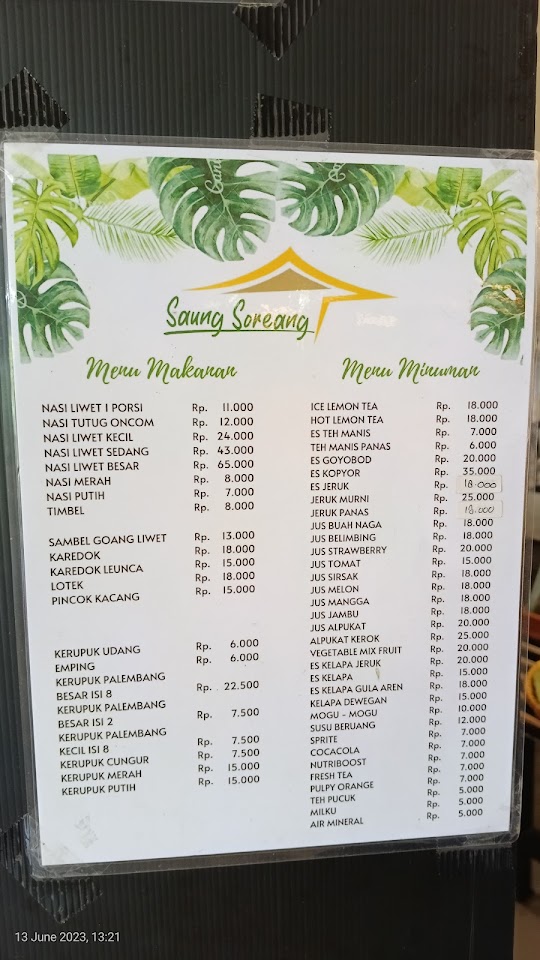 Saung Soreang
Menu Makanan
NASI LIWET 1 PORSI Rp. 11.000
NASI TUTUG ONCOM Rp. 12.000
NASI LIWET KECIL Rp. 24.000
NASI LIWET SEDANG Rp. 43.000
NASI LIWET BESAR Rp. 65.000
NASI MERAH Rp. 8.000
NASI PUTIH Rp. 7.000
TIMBEL Rp. 8.000
SAMBEL GOANG LIWET Rp. 13.000
KAREDOK Rp. 18.000
KAREDOK LEUNCA Rp. 15.000
LOTEK Rp. 18.000
PINCOK KACANG Rp. 15.000
KERUPUK UDANG Rp. 6.000
EMPING Rp. 6.000
KERUPUK PALEMBANG
BESAR ISI 8 Rp. 22.500
KERUPUK PALEMBANG
BESAR ISI 2 Rp. 7.500
KERUPUK PALEMBANG
KECIL ISI 8 Rp. 7.500
KERUPUK CUNGUR Rp. 7.500
KERUPUK MERAH Rp. 15.000
KERUPUK PUTIH Rp. 15.000
Menu Minuman
ICE LEMON TEA Rp. 18.000
HOT LEMON TEA Rp. 18.000
ES TEH MANIS Rp. 7.000
TEH MANIS PANAS Rp. 6.000
ES GOYOBOD Rp. 20.000
ES KOPYOR Rp. 35.000
ES JERUK Rp. 18.000
JERUK MURNI Rp. 25.000
JERUK PANAS Rp. 18.000
JUS BUAH NAGA Rp. 18.000
JUS BELIMBING Rp. 18.000
JUS STRAWBERRY Rp. 20.000
JUS TOMAT Rp. 15.000
JUS SIRSAK Rp. 18.000
JUS MELON Rp. 18.000
JUS MANGGA Rp. 18.000
JUS JAMBU Rp. 18.000
JUS ALPUKAT Rp. 20.000
ALPUKAT KEROK Rp. 25.000
VEGETABLE MIX FRUIT Rp. 20.000
ES KELAPA JERUK Rp. 20.000
ES KELAPA Rp. 15.000
ES KELAPA GULA AREN Rp. 18.000
KELAPA DEWEGAN Rp. 15.000
MOGU - MOGU Rp. 10.000
SUSU BERUANG Rp. 12.000
SPRITE Rp. 7.000
COCACOLA Rp. 7.000
NUTRIBOOST Rp. 7.000
FRESH TEA Rp. 7.000
PULPY ORANGE Rp. 7.000
TEH PUCUK Rp. 5.000
MILKU Rp. 5.000
AIR MINERAL Rp. 5.000
13 June 2023, 13:21